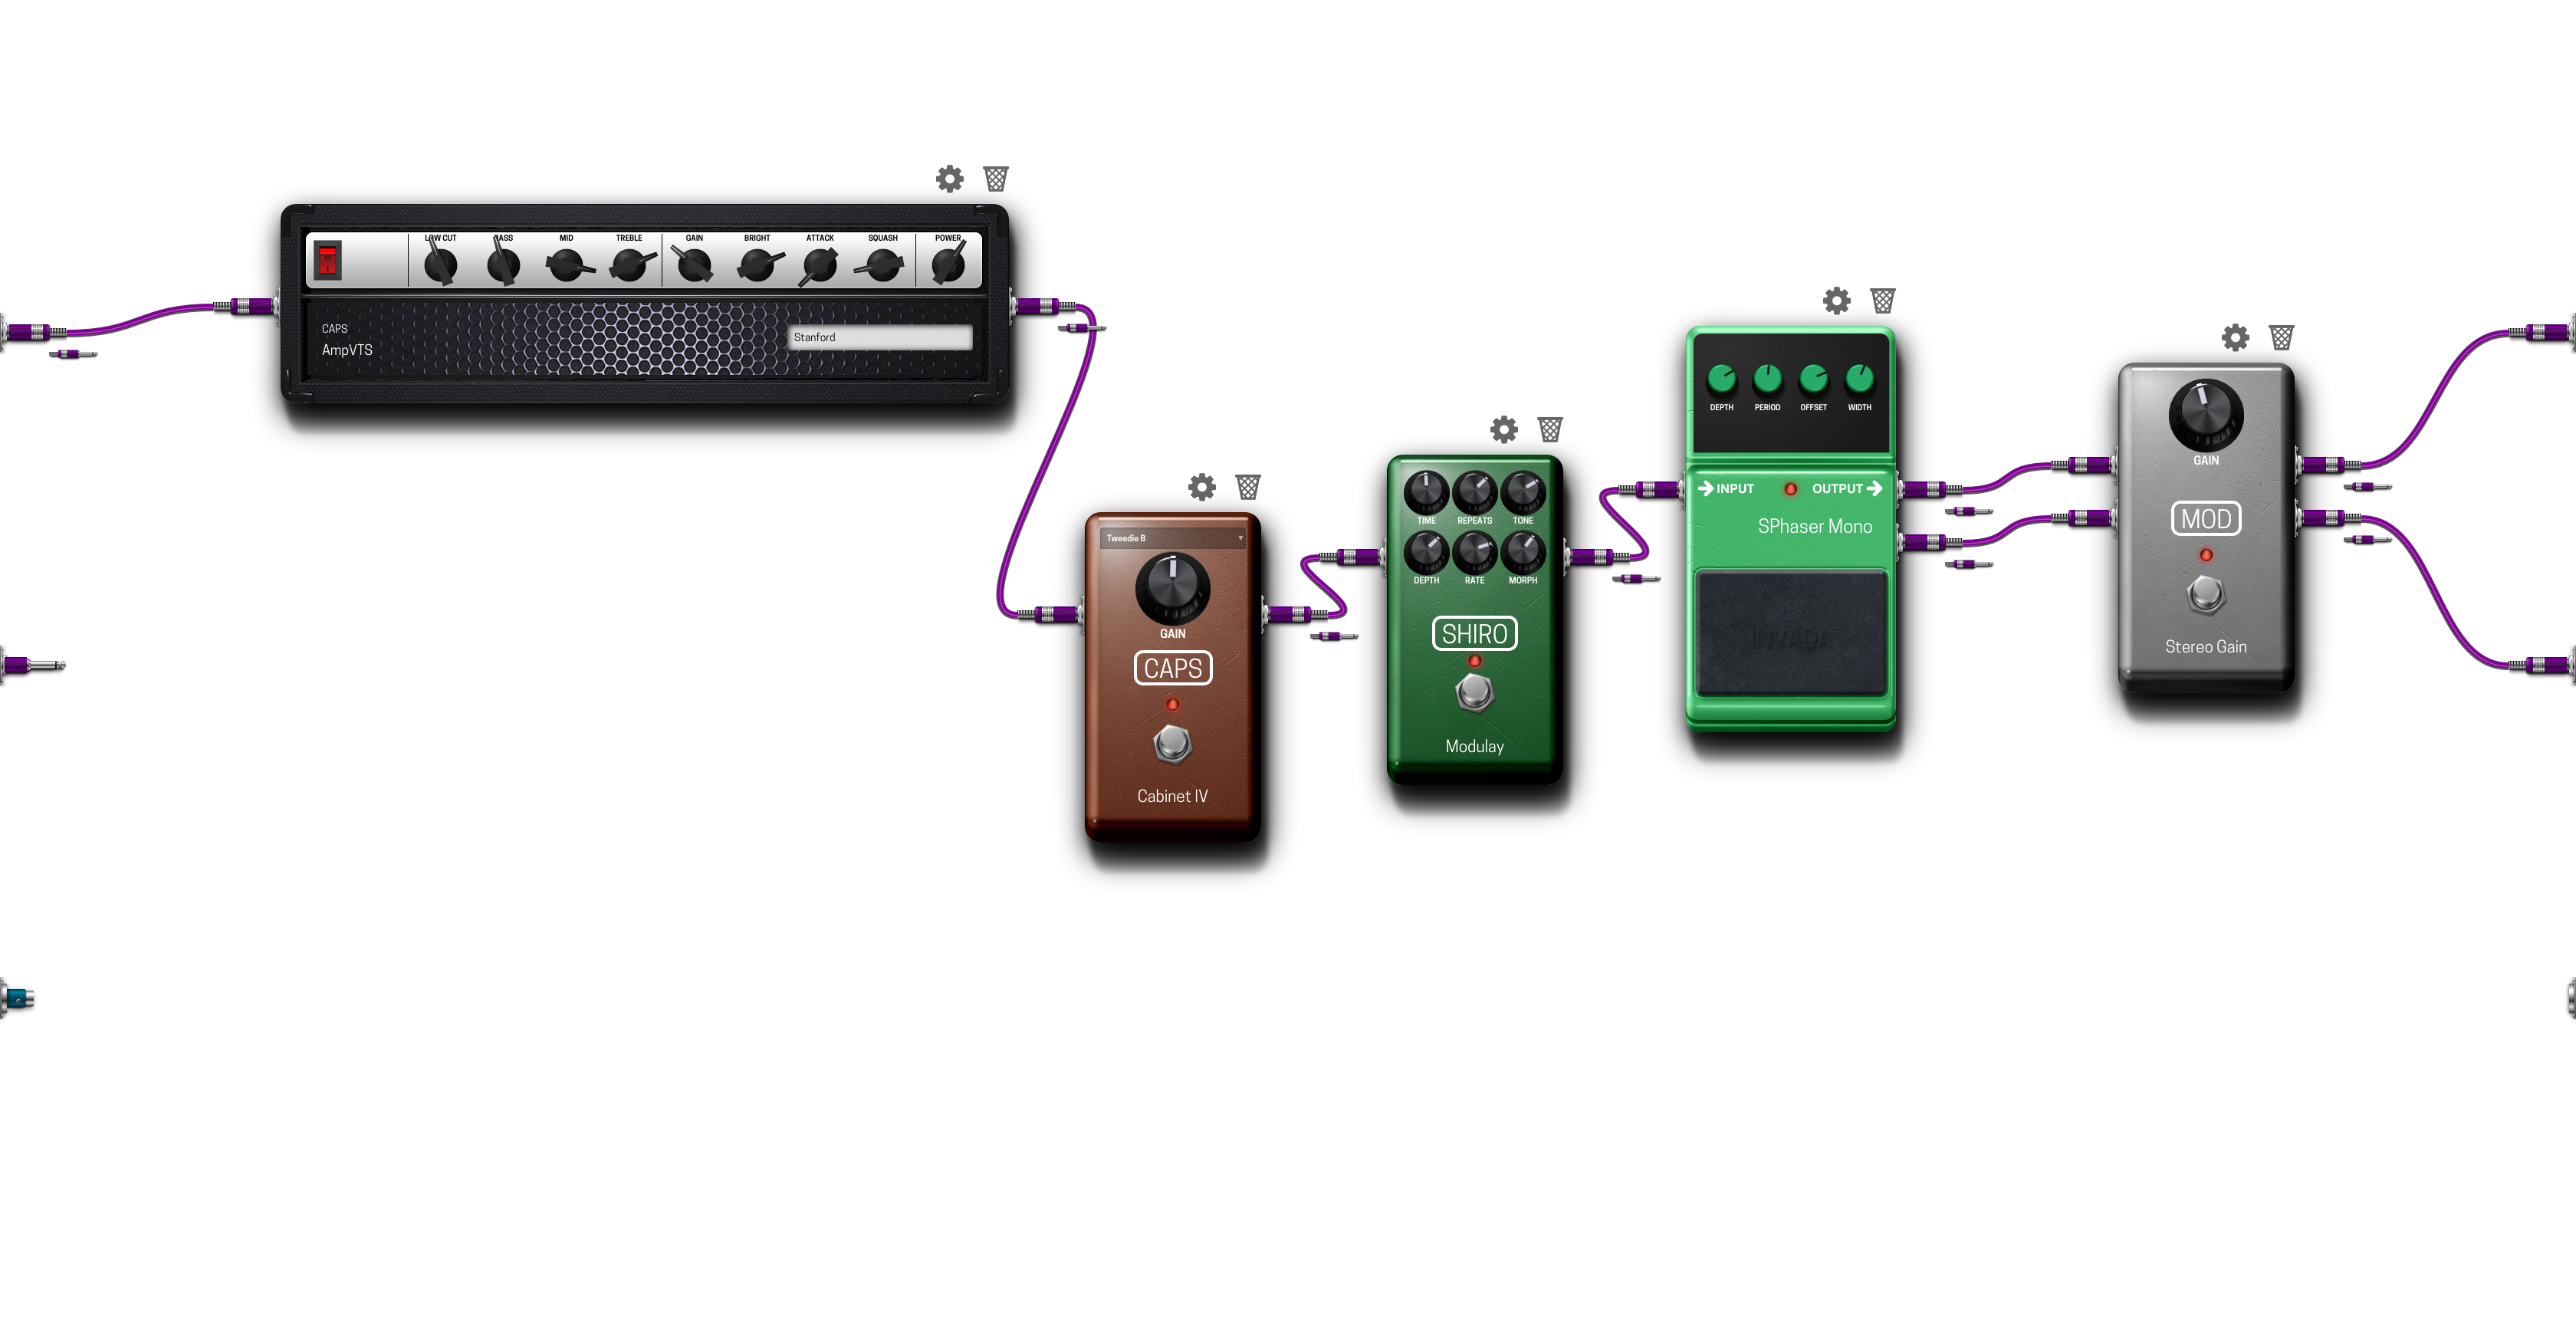 LOW CUT BASS MID TREBLE GAIN BRIGHT ATTACK SQUASH POWER
CAPS
AmpVTS
Stanford
Tweedie B
GAIN
CAPS
Cabinet IV
TIME REPEATS TONE
DEPTH RATE MORPH
SHIRO
Modulay
DEPTH PERIOD OFFSET WIDTH
INPUT OUTPUT
SPhaser Mono
INVADA
GAIN
MOD
Stereo Gain